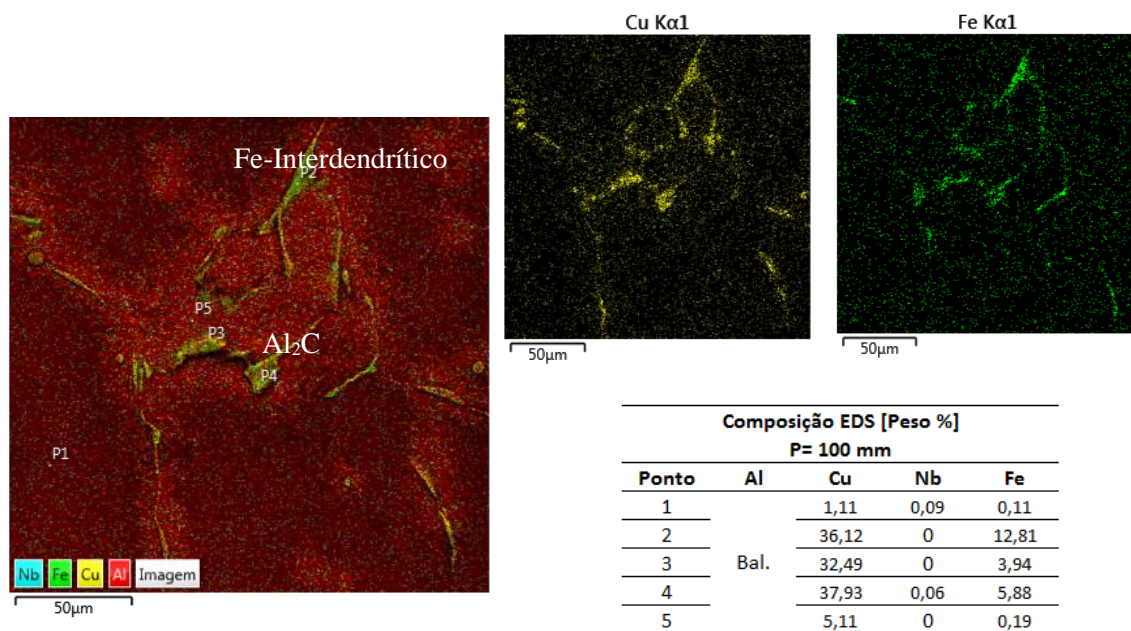 Cu Kα1
Fe Kα1
Fe-Interdendrítico
P2
P5
P3
Al₂C
P4
P1
Nb Fe Cu Al Imagem
50µm
50µm
50µm
Composição EDS [Peso %]
P= 100 mm
Ponto Al Cu Nb Fe
1 1,11 0,09 0,11
2 36,12 0 12,81
3 Bal. 32,49 0 3,94
4 37,93 0,06 5,88
5 5,11 0 0,19